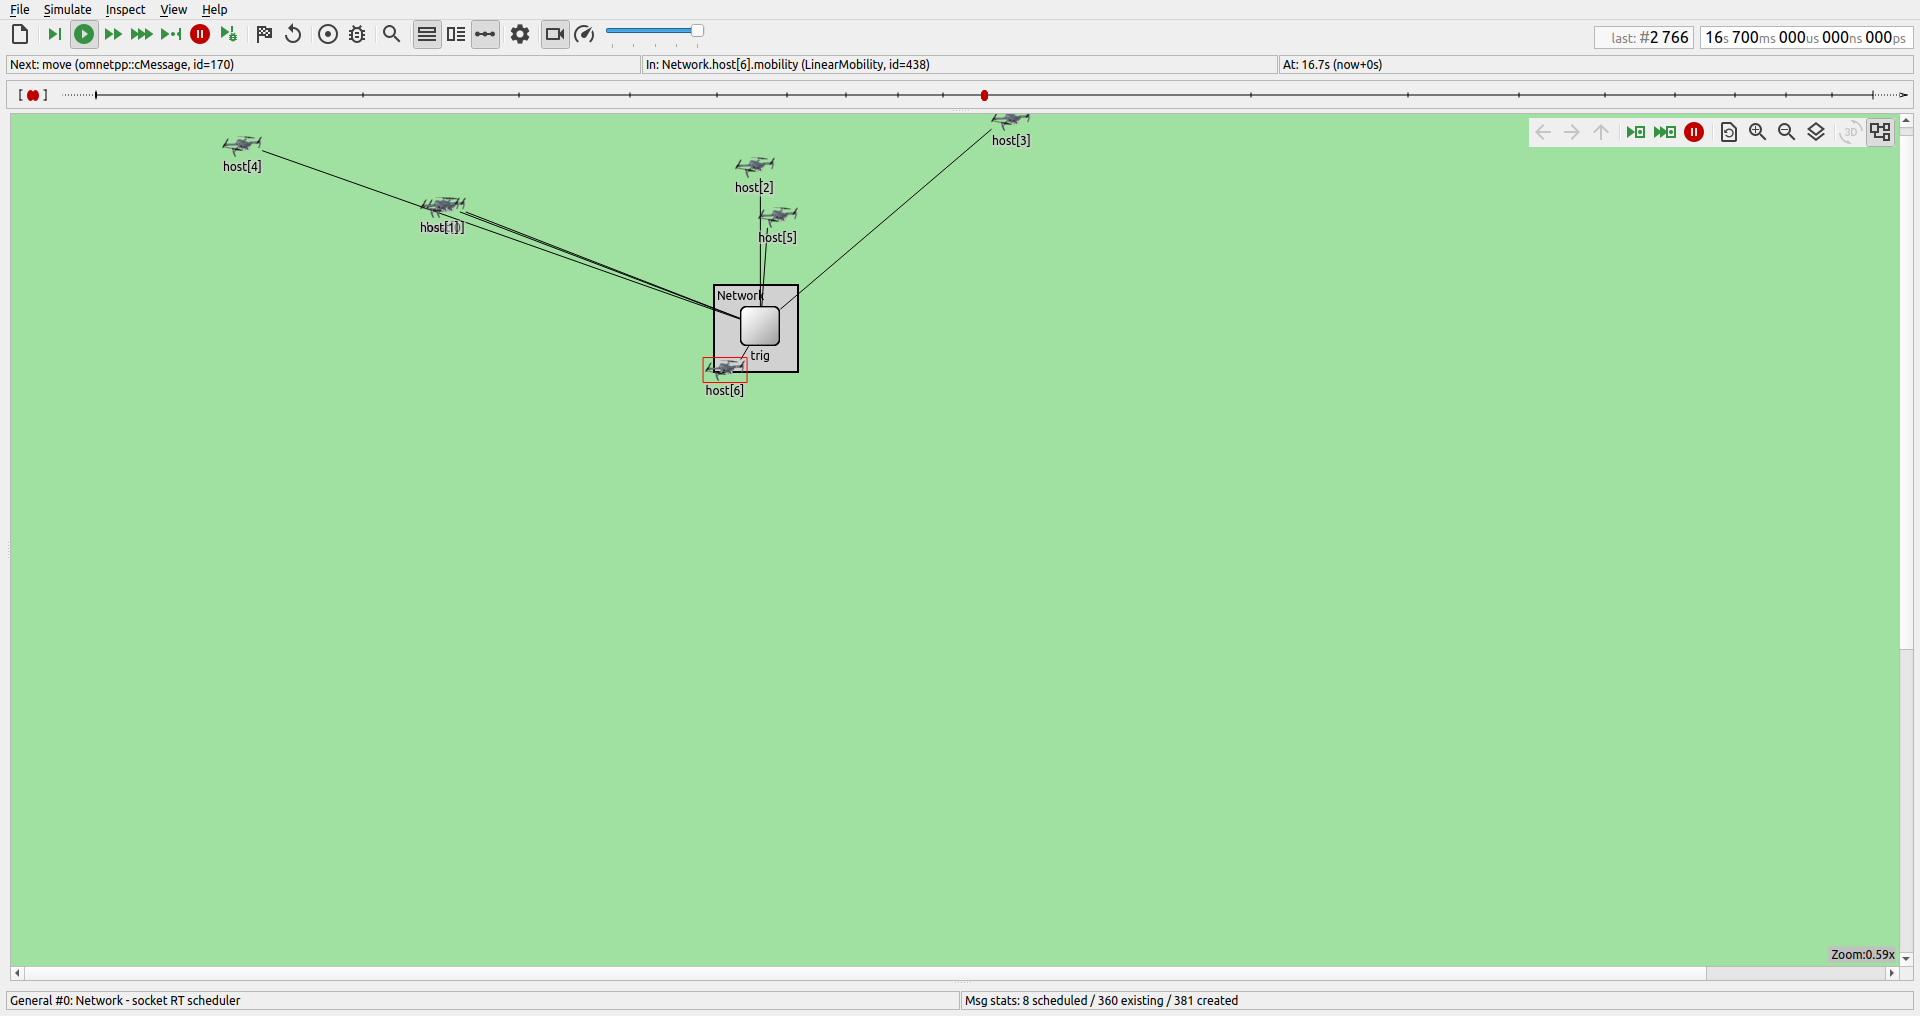 File Simulate Inspect View Help
last: #2 766
16s 700ms 000us 000ns 000ps
Next: move (omnetpp::cMessage, id=170)
In: Network.host[6].mobility (LinearMobility, id=438)
At: 16.7s (now+0s)
host[3]
3D
host[4]
host[2]
host[1]
host[5]
Network
trig
host[6]
Zoom:0.59x
General #0: Network - socket RT scheduler
Msg stats: 8 scheduled / 360 existing / 381 created